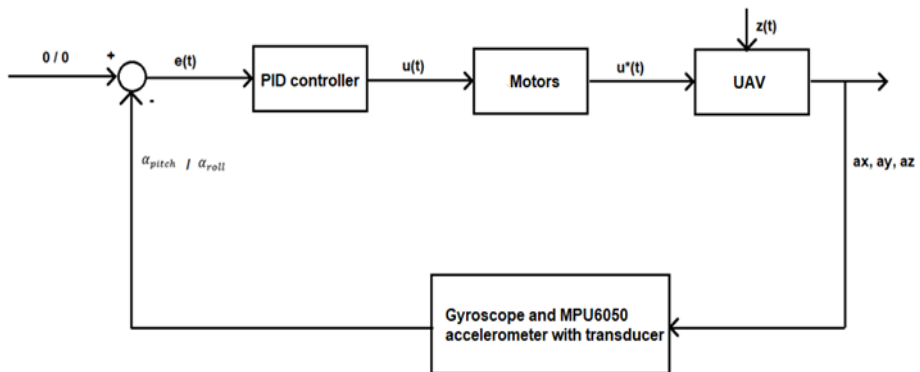 z(t)
0 / 0
+
e(t)
PID controller
u(t)
Motors
u*(t)
UAV
-
α_pitch / α_roll
ax, ay, az
Gyroscope and MPU6050
accelerometer with transducer